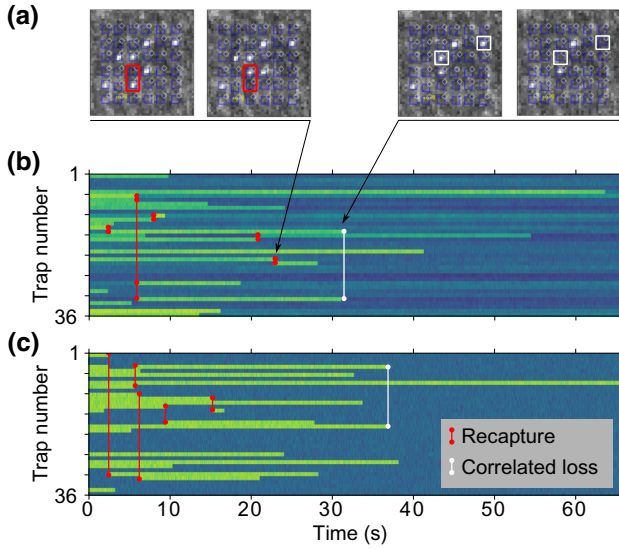 (a)
(b)
1
Trap number
36
(c)
1
Trap number
36
Recapture
Correlated loss
0 10 20 30 40 50 60
Time (s)